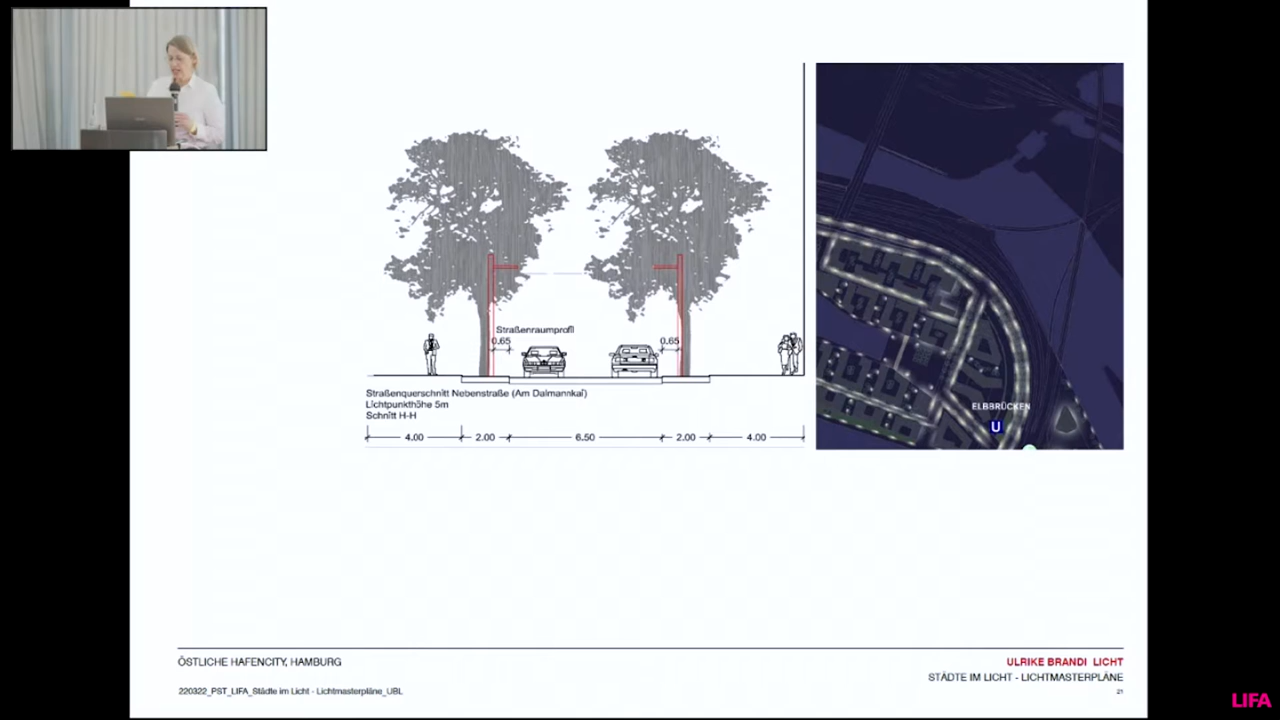 Straßenraumprofil
0.65
0.65
Straßenquerschnitt Nebenstraße (Am Dalmannkai)
Lichtpunkthöhe 5m
Schnitt H-H
4.00 2.00 6.50 2.00 4.00
ELBBRÜCKEN
U
ÖSTLICHE HAFENCITY, HAMBURG
ULRIKE BRANDI LICHT
STÄDTE IM LICHT - LICHTMASTERPLÄNE
220322_PST_LIFA_Städte im Licht - Lichtmasterpläne_UBL
21
LIFA